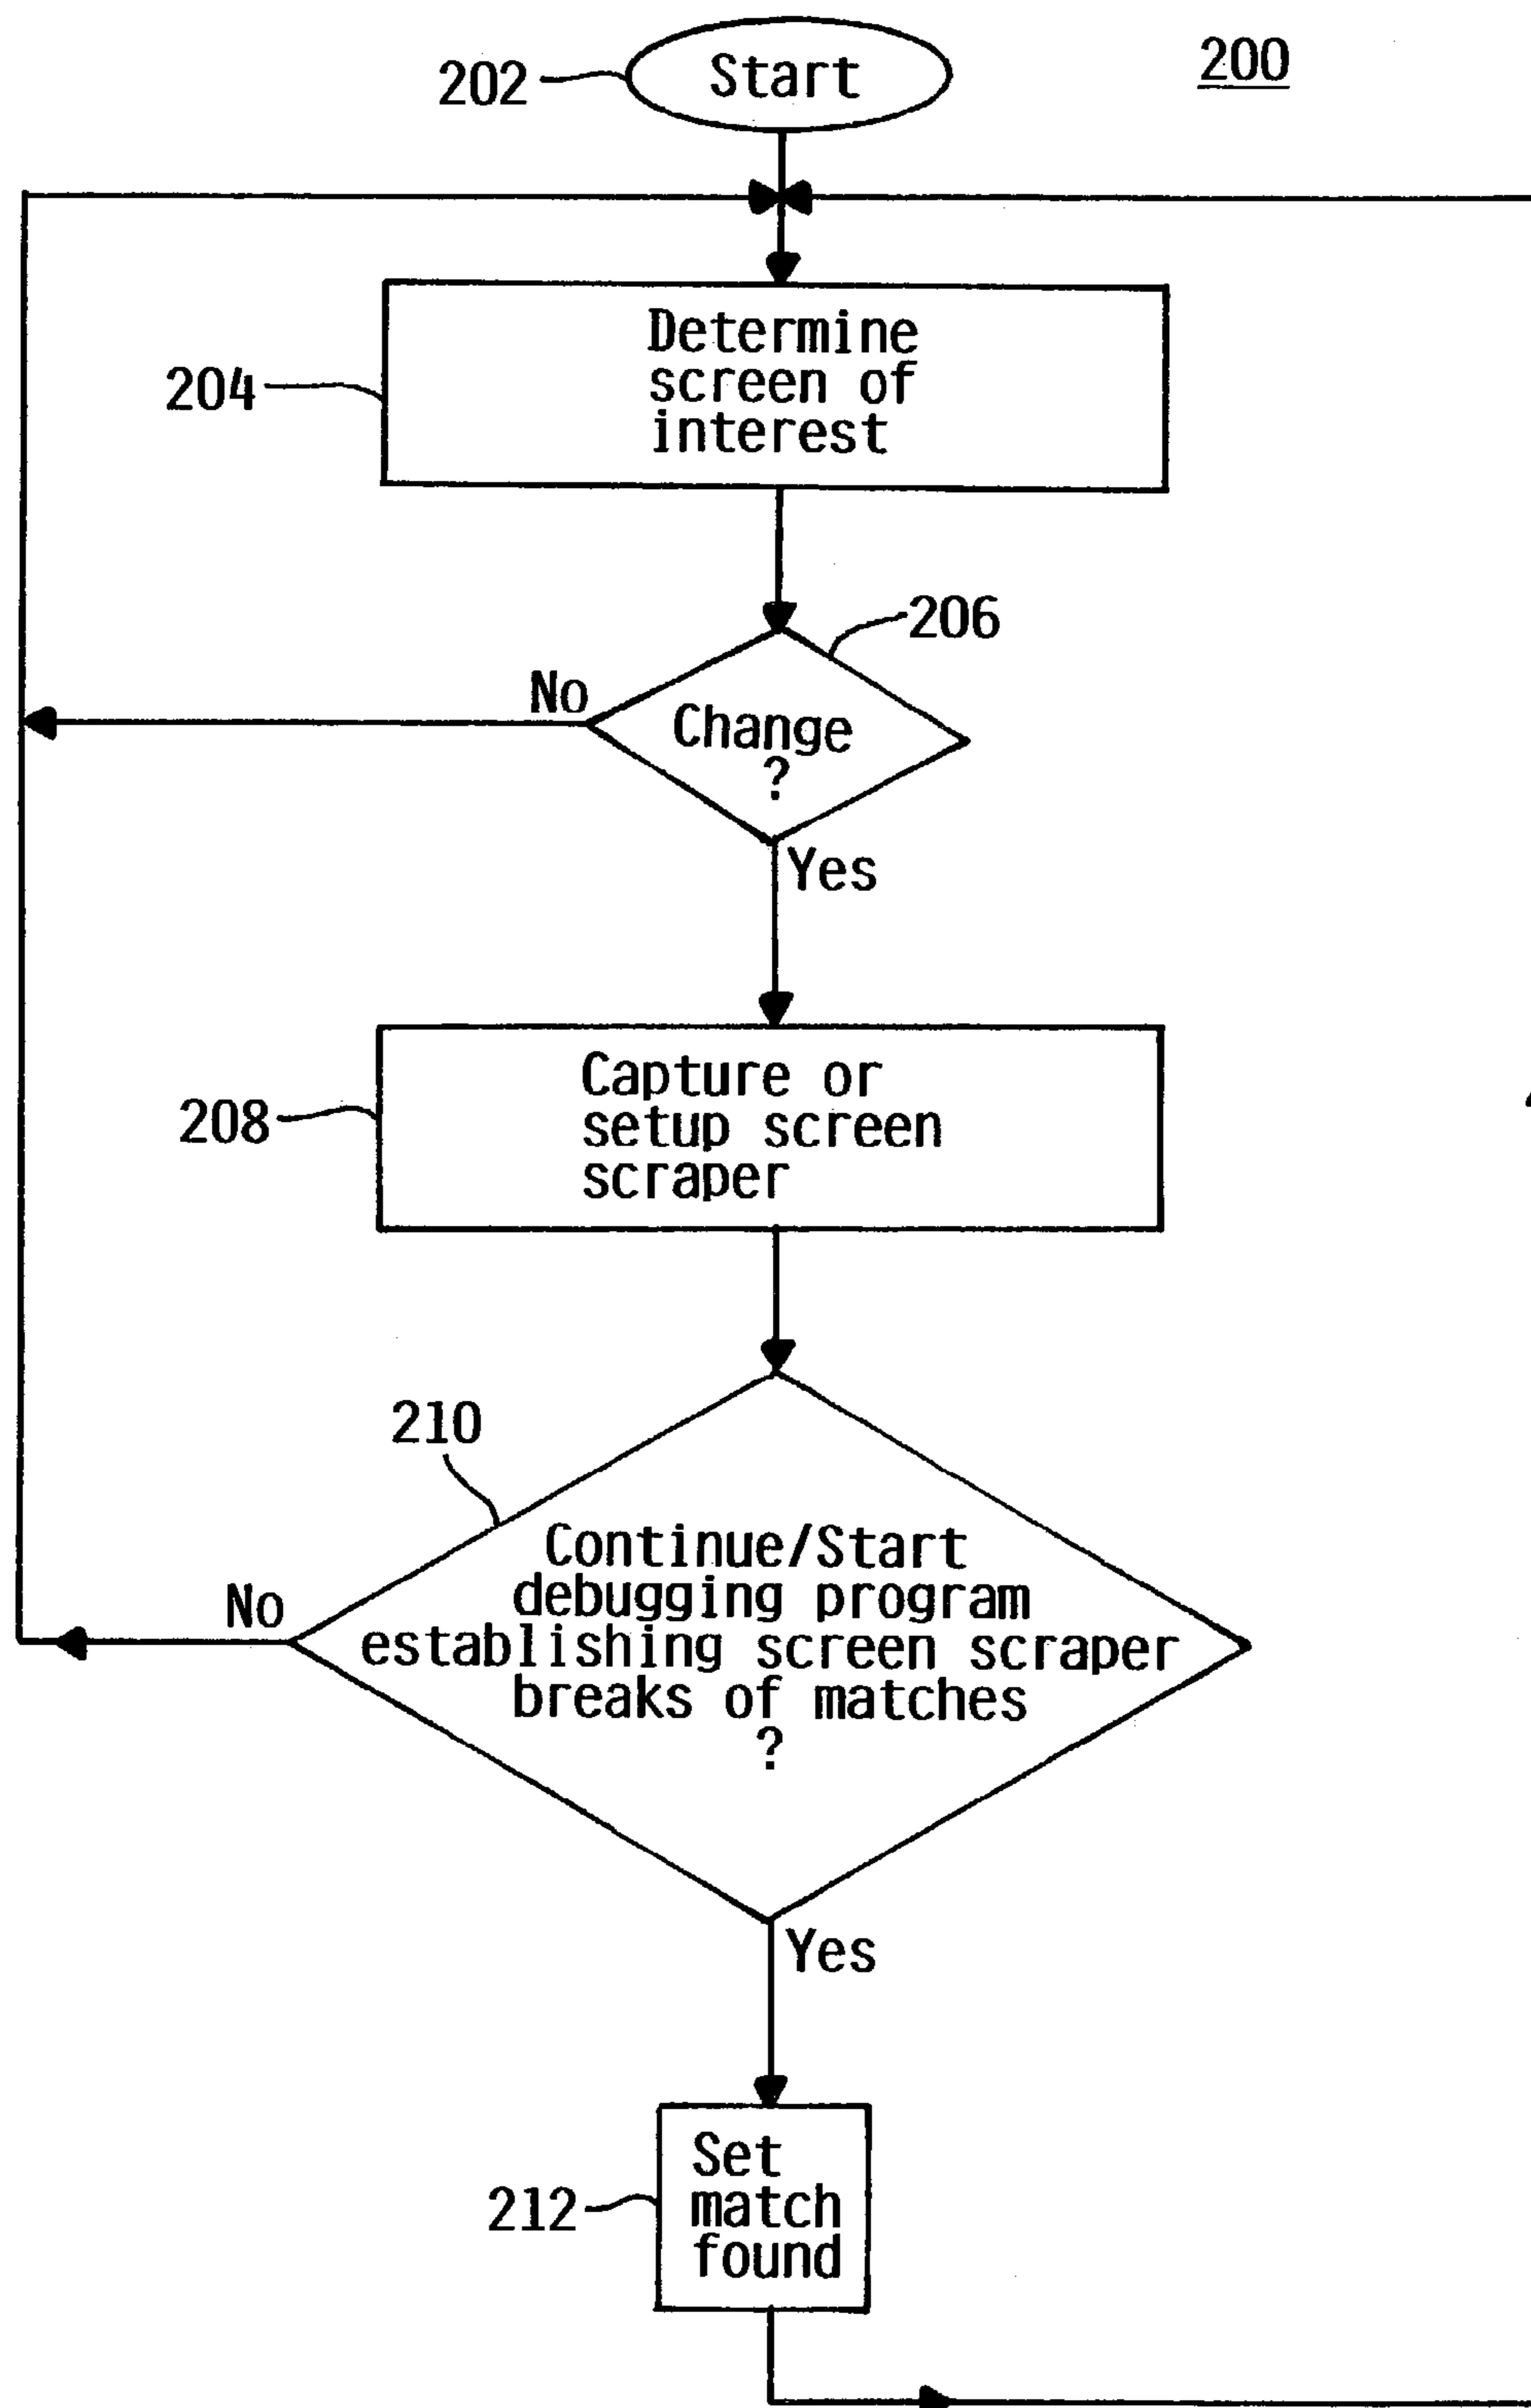 200
202
Start
204
Determine
screen of
interest
206
No
Change
?
Yes
208
Capture or
setup screen
scraper
210
No
Continue/Start
debugging program
establishing screen scraper
breaks of matches
?
Yes
212
Set
match
found